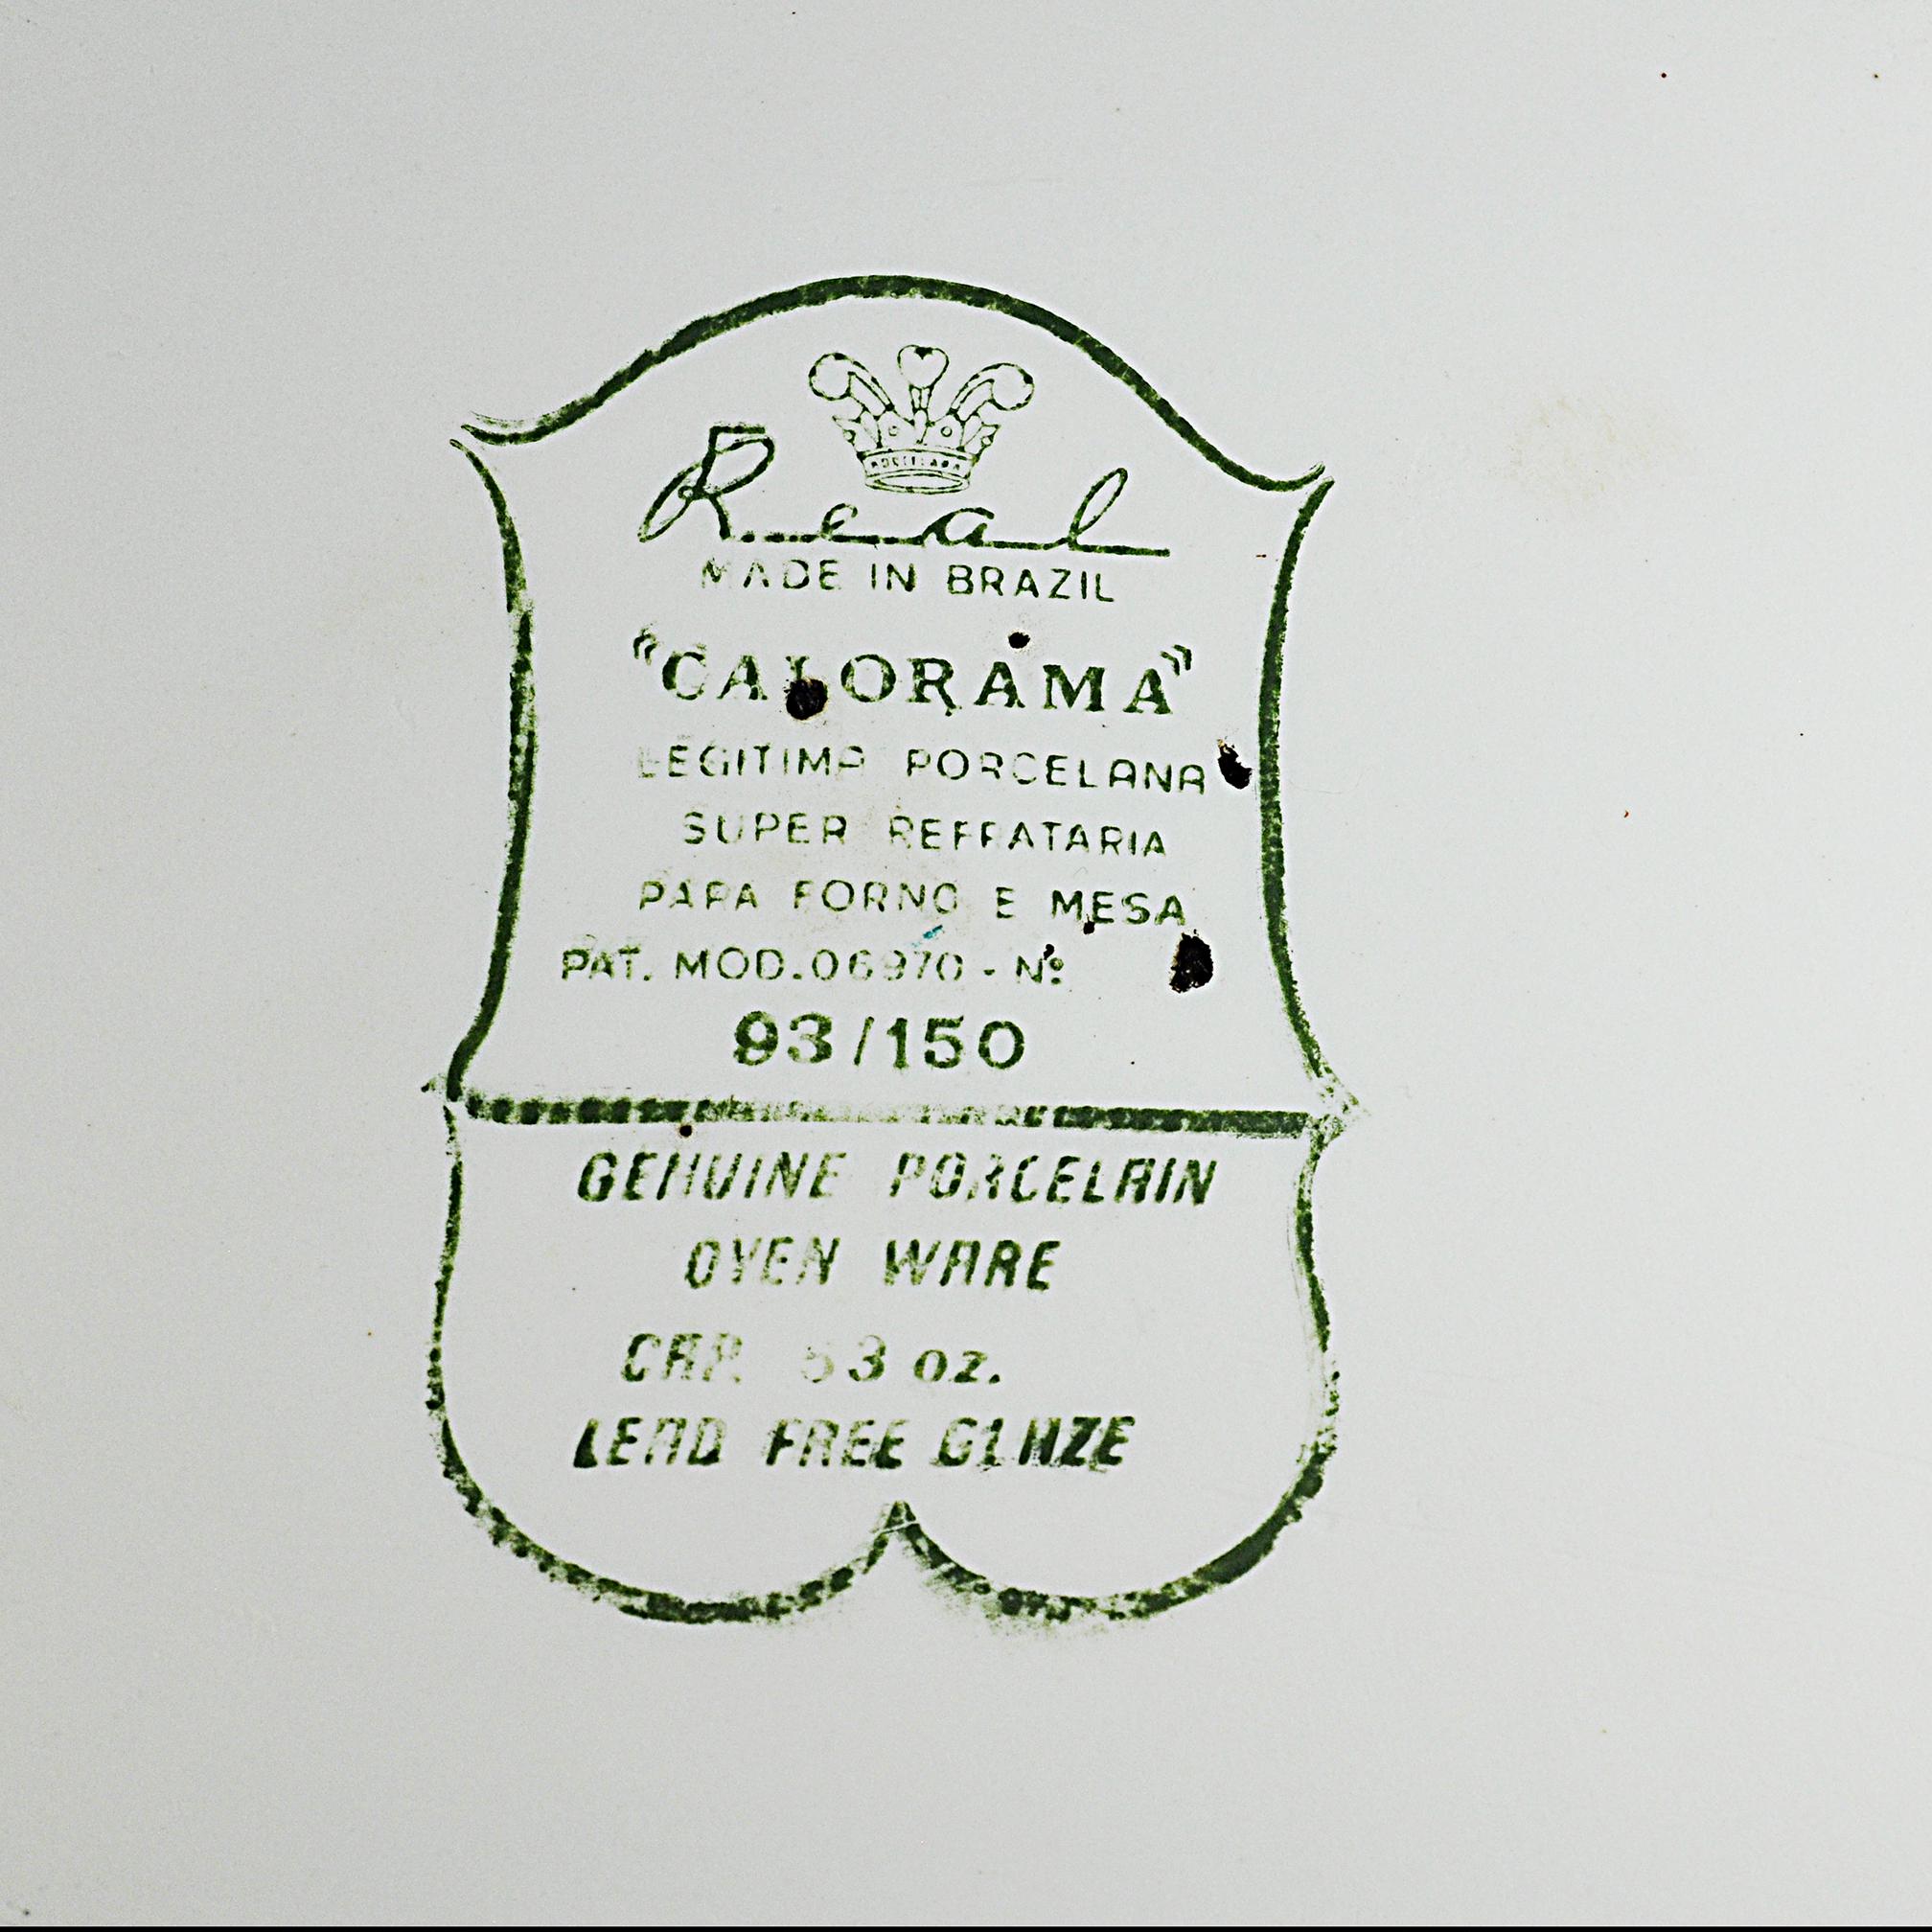 Real
MADE IN BRAZIL
"CALORAMA"
LEGITIMA PORCELANA
SUPER REFRATARIA
PARA FORNO E MESA
PAT. MOD. 06970 - Nº
93/150
GENUINE PORCELAIN
OVEN WARE
CAP. 53 oz.
LEAD FREE GLAZE